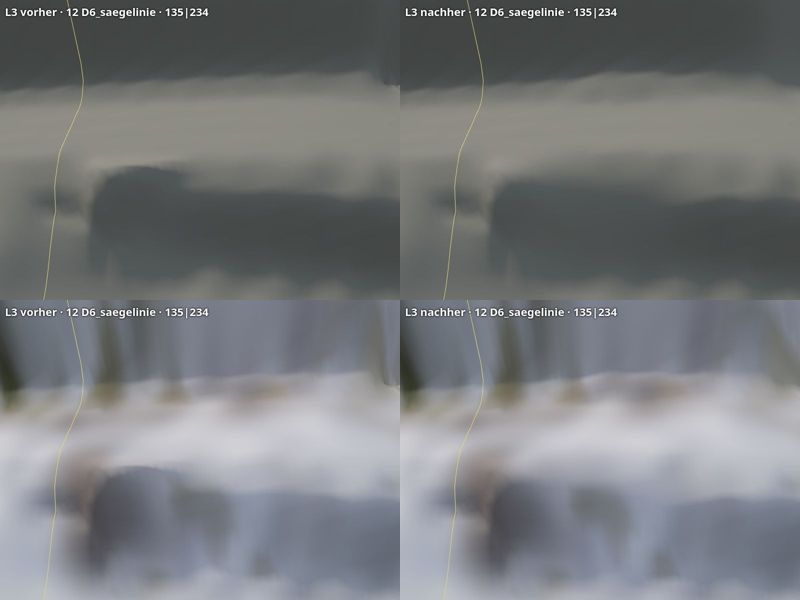 L3 vorher · 12 D6_saegelinie · 135|234
L3 nachher · 12 D6_saegelinie · 135|234
L3 vorher · 12 D6_saegelinie · 135|234
L3 nachher · 12 D6_saegelinie · 135|234